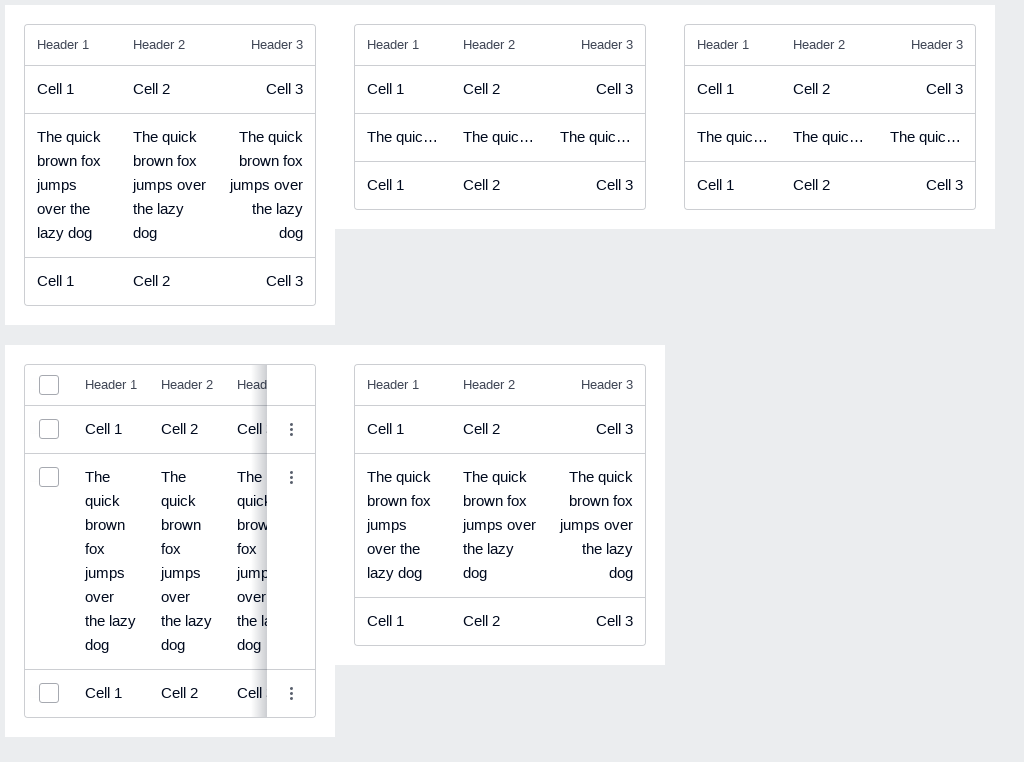 Header 1 Header 2 Header 3
Cell 1 Cell 2 Cell 3
The quick The quick The quick
brown fox brown fox brown fox
jumps jumps over jumps over
over the the lazy the lazy
lazy dog dog dog
Cell 1 Cell 2 Cell 3
Header 1 Header 2 Header 3
Cell 1 Cell 2 Cell 3
The quic... The quic... The quic...
Cell 1 Cell 2 Cell 3
Header 1 Header 2 Header 3
Cell 1 Cell 2 Cell 3
The quic... The quic... The quic...
Cell 1 Cell 2 Cell 3
Header 1 Header 2 Head
Cell 1 Cell 2 Cell
The The The
quick quick quick
brown brown brow
fox fox fox
jumps jumps jump
over over over
the lazy the lazy the la
dog dog dog
Cell 1 Cell 2 Cell
Header 1 Header 2 Header 3
Cell 1 Cell 2 Cell 3
The quick The quick The quick
brown fox brown fox brown fox
jumps jumps over jumps over
over the the lazy the lazy
lazy dog dog dog
Cell 1 Cell 2 Cell 3